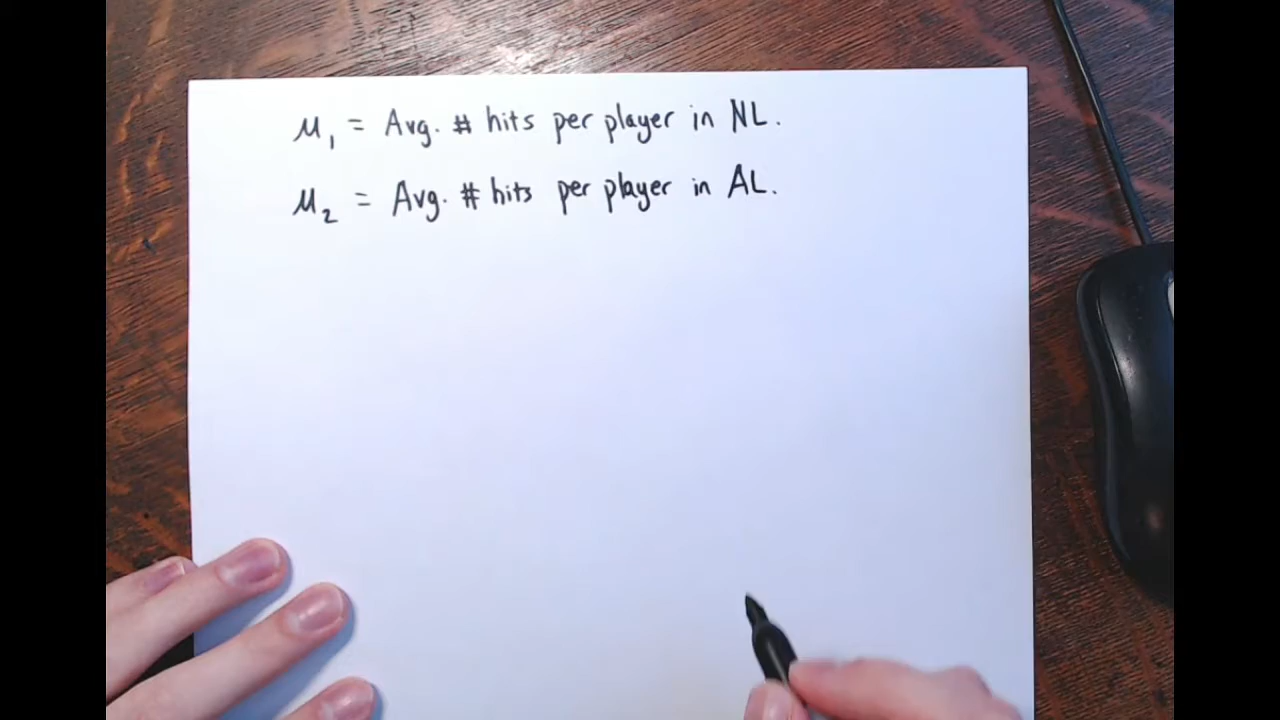 μ₁ = Avg. # hits per player in NL.
μ₂ = Avg. # hits per player in AL.